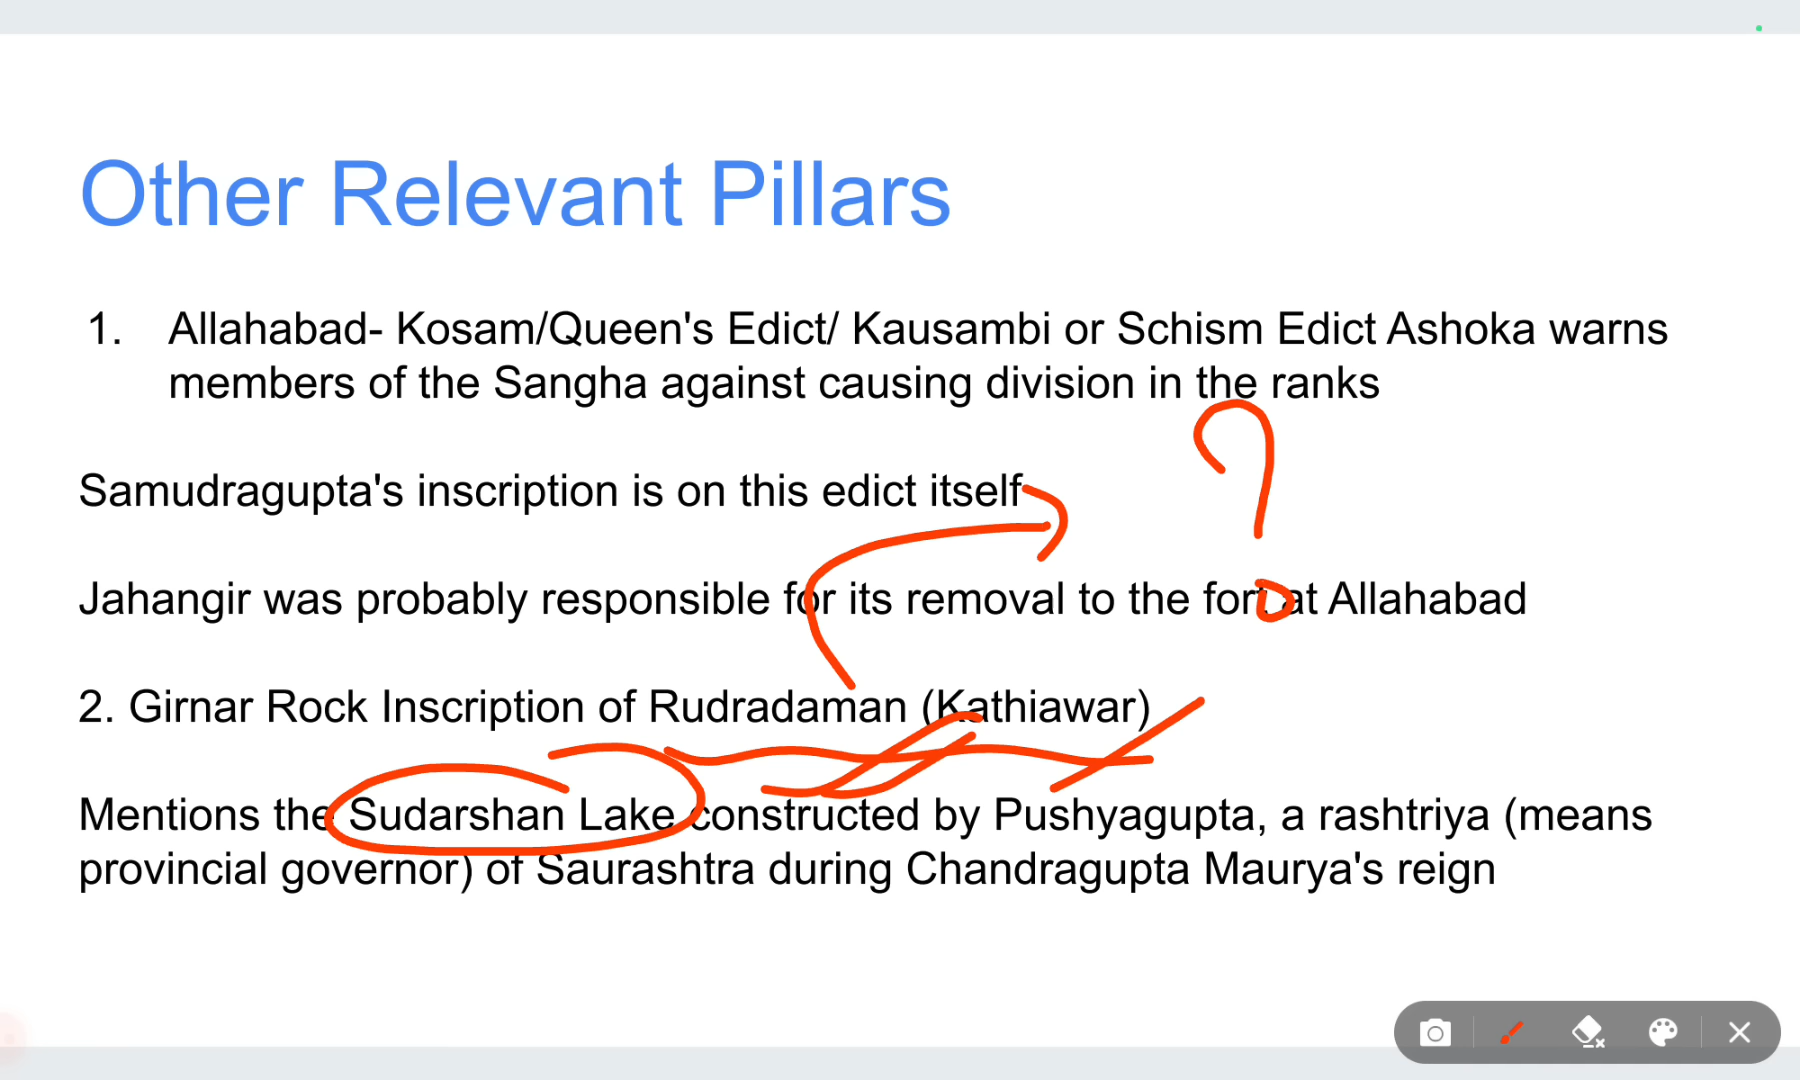 Other Relevant Pillars
1. Allahabad- Kosam/Queen's Edict/ Kausambi or Schism Edict Ashoka warns
members of the Sangha against causing division in the ranks
Samudragupta's inscription is on this edict itself
Jahangir was probably responsible for its removal to the fort at Allahabad
2. Girnar Rock Inscription of Rudradaman (Kathiawar)
Mentions the Sudarshan Lake constructed by Pushyagupta, a rashtriya (means
provincial governor) of Saurashtra during Chandragupta Maurya's reign